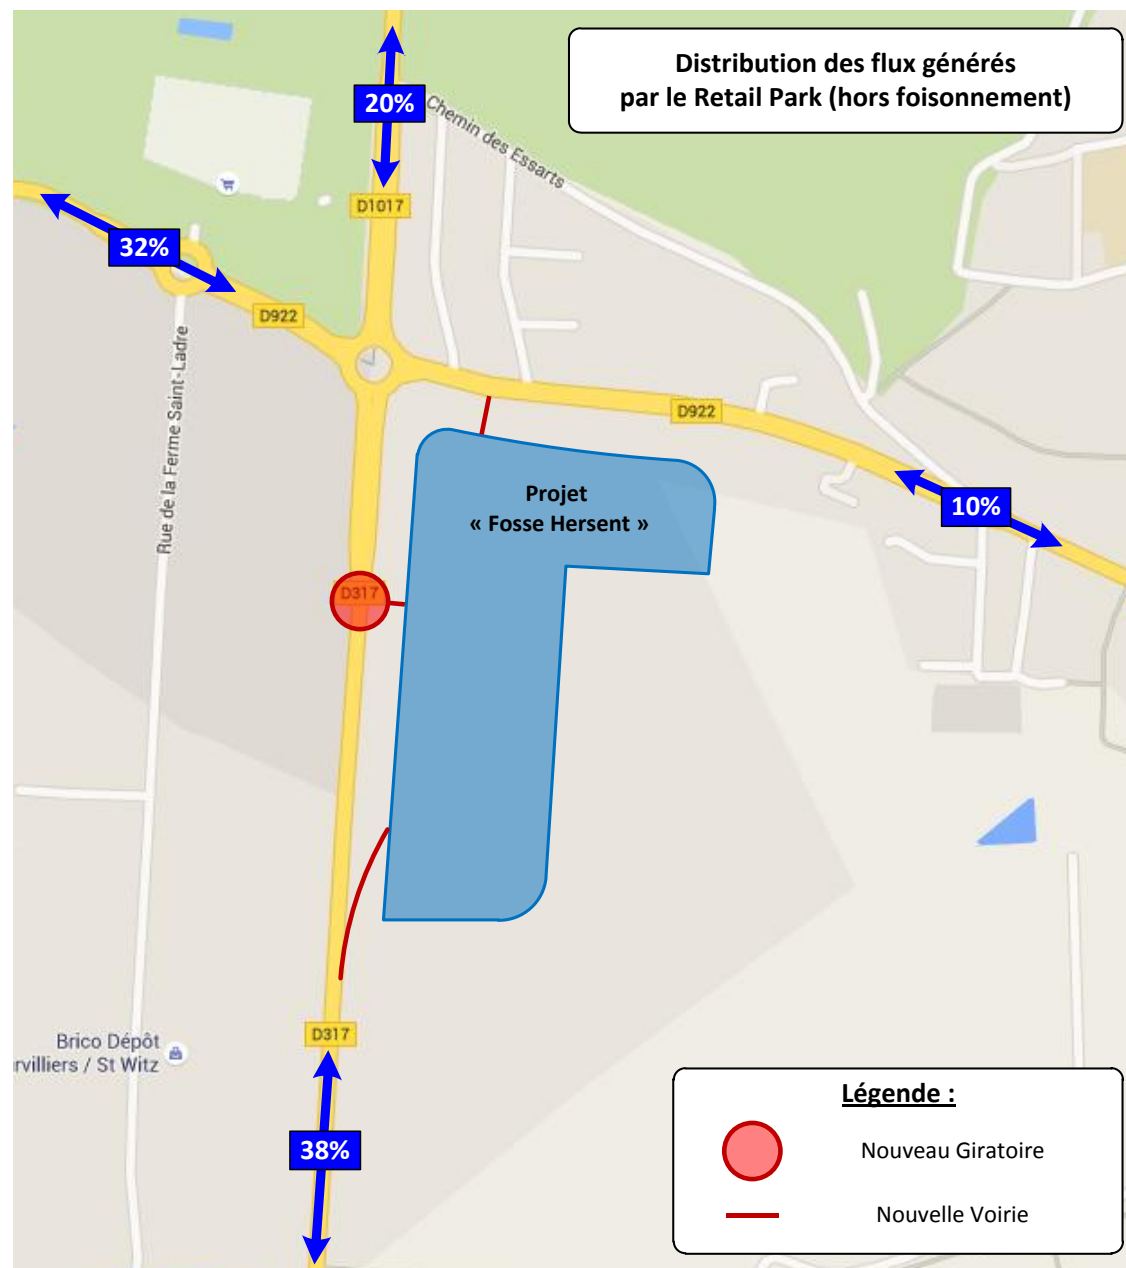 Distribution des flux générés
par le Retail Park (hors foisonnement)
20%
Chemin des Essarts
D1017
32%
D922
Rue de la Ferme Saint-Ladre
D922
Projet
« Fosse Hersent »
10%
D317
D317
Brico Dépôt
rvilliers / St Witz
38%
Légende :
Nouveau Giratoire
Nouvelle Voirie